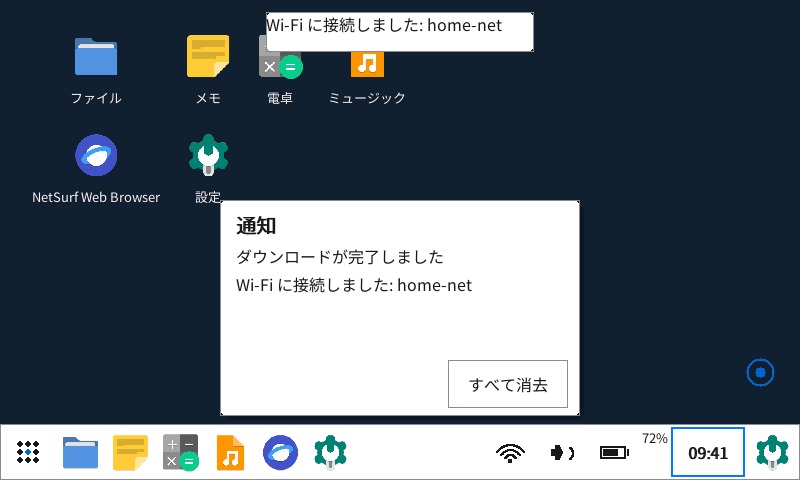 Wi-Fi に接続しました: home-net
ファイル
メモ
電卓
ミュージック
NetSurf Web Browser
設定
通知
ダウンロードが完了しました
Wi-Fi に接続しました: home-net
すべて消去
72%
09:41